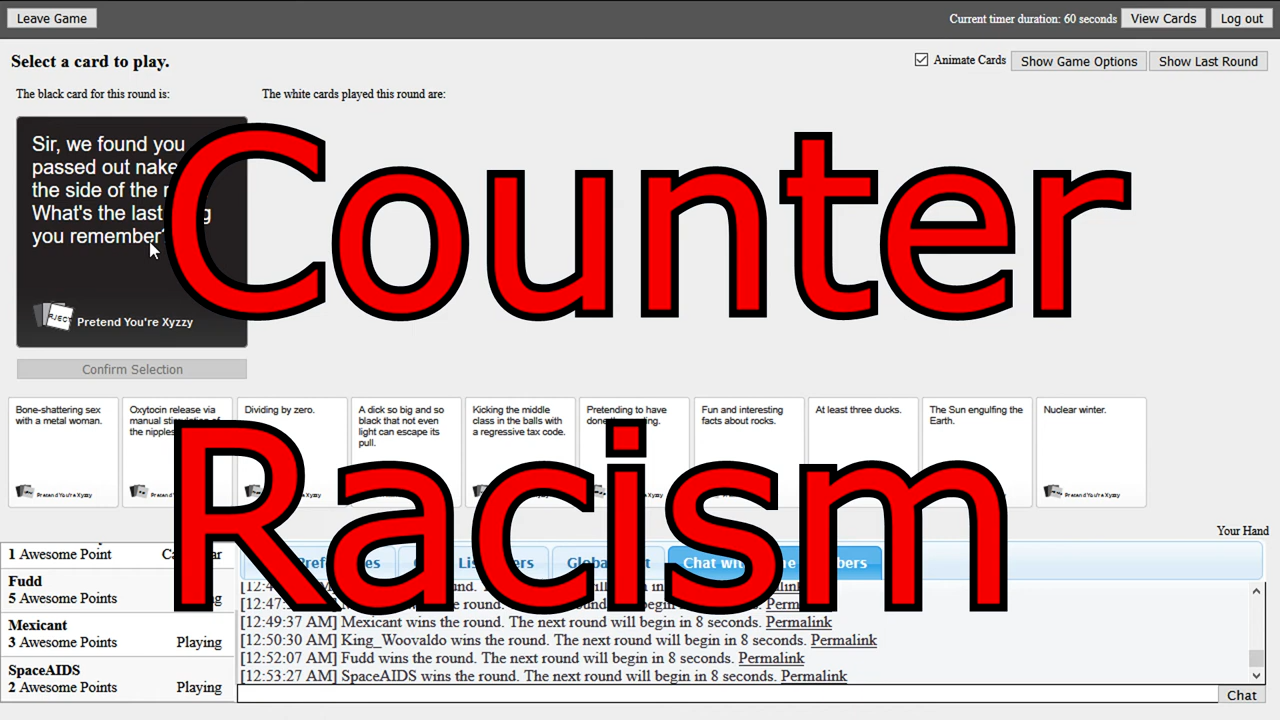 Leave Game
Current timer duration: 60 seconds
View Cards
Log out
Select a card to play.
Animate Cards
Show Game Options
Show Last Round
The black card for this round is:
The white cards played this round are:
Sir, we found you
passed out
the side of the
What's the last
you remember
Pretend You're Xyzzy
Counter
Confirm Selection
Bone-shattering sex
with a metal woman.
Pretend You're Xyzzy
Oxytocin release via
manual
the nipples
Dividing by zero.
A dick so big and so
black that not even
light can escape its
pull.
Kicking the middle
class in the balls with
a regressive tax code.
Pretending to have
Fun and interesting
facts about rocks.
At least three ducks.
The Sun engulfing the
Earth.
Nuclear winter.
Pretend You're Xyzzy
Racism
Your Hand
1 Awesome Point
Fudd
5 Awesome Points
Mexicant
3 Awesome Points Playing
SpaceAIDS
2 Awesome Points Playing
Chat
[12:49:37 AM] Mexicant wins the round. The next round will begin in 8 seconds. Permalink
[12:50:30 AM] King_Woovaldo wins the round. The next round will begin in 8 seconds. Permalink
[12:52:07 AM] Fudd wins the round. The next round will begin in 8 seconds. Permalink
[12:53:27 AM] SpaceAIDS wins the round. The next round will begin in 8 seconds. Permalink
Chat